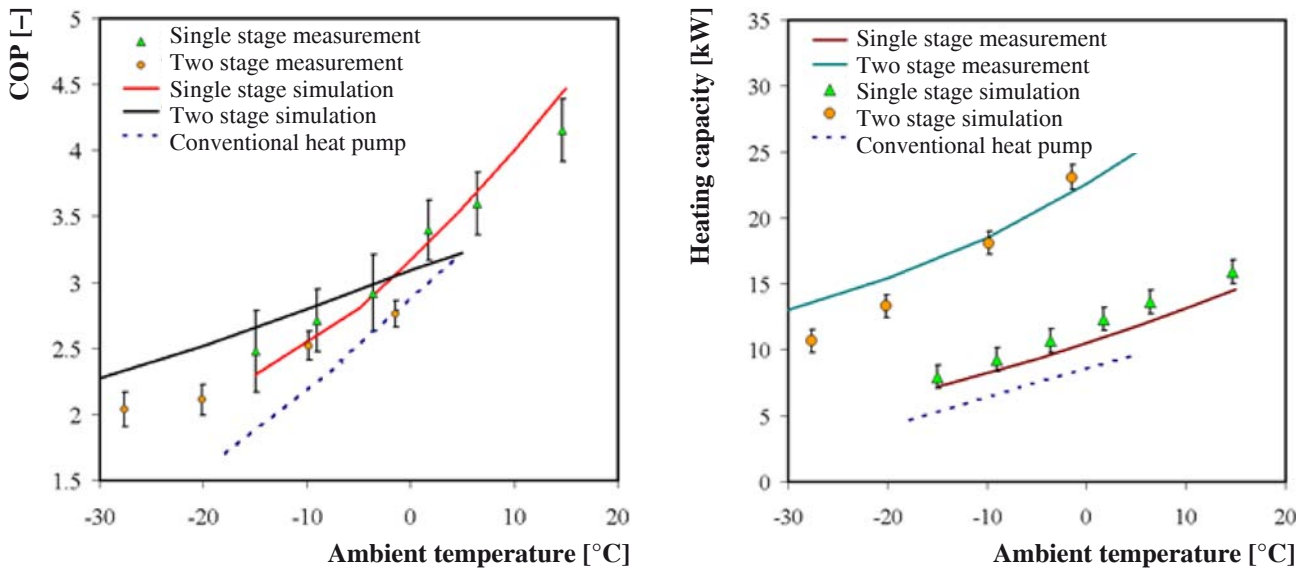 COP [–]
5
4.5
4
3.5
3
2.5
2
1.5
Single stage measurement
Two stage measurement
Single stage simulation
Two stage simulation
Conventional heat pump
-30 -20 -10 0 10 20
Ambient temperature [°C]
Heating capacity [kW]
35
30
25
20
15
10
5
0
Single stage measurement
Two stage measurement
Single stage simulation
Two stage simulation
Conventional heat pump
-30 -20 -10 0 10 20
Ambient temperature [°C]